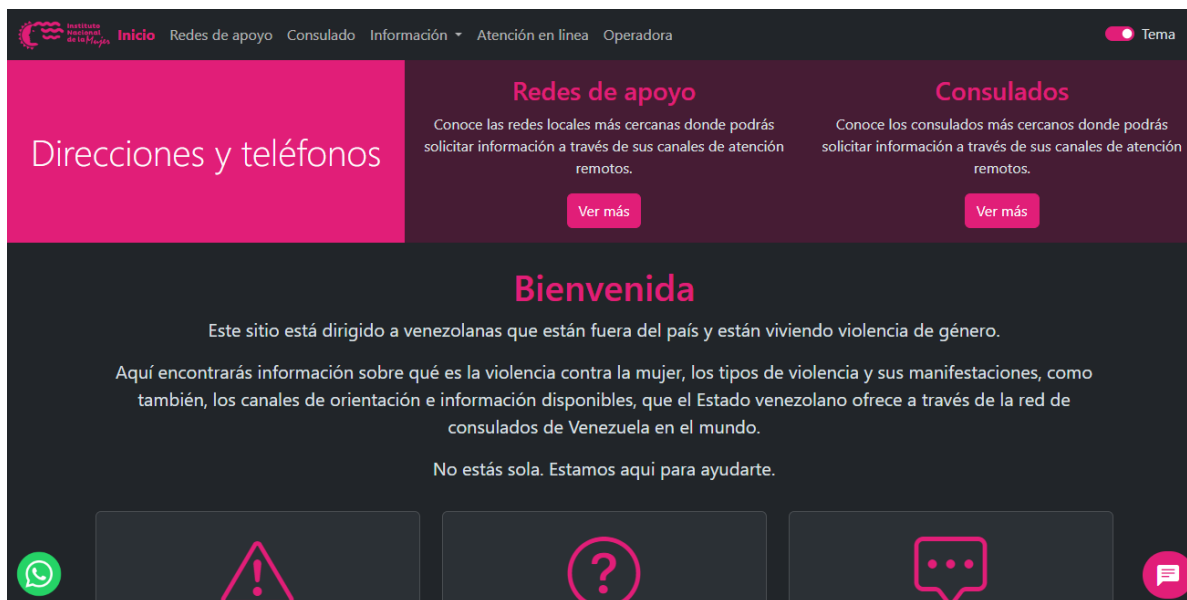 Instituto
Nacional
de la Mujer
Inicio Redes de apoyo Consulado Información Atención en linea Operadora Tema
Direcciones y teléfonos
Redes de apoyo
Conoce las redes locales más cercanas donde podrás
solicitar información a través de sus canales de atención
remotos.
Ver más
Consulados
Conoce los consulados más cercanos donde podrás
solicitar información a través de sus canales de atención
remotos.
Ver más
Bienvenida
Este sitio está dirigido a venezolanas que están fuera del país y están viviendo violencia de género.
Aquí encontrarás información sobre qué es la violencia contra la mujer, los tipos de violencia y sus manifestaciones, como
también, los canales de orientación e información disponibles, que el Estado venezolano ofrece a través de la red de
consulados de Venezuela en el mundo.
No estás sola. Estamos aqui para ayudarte.